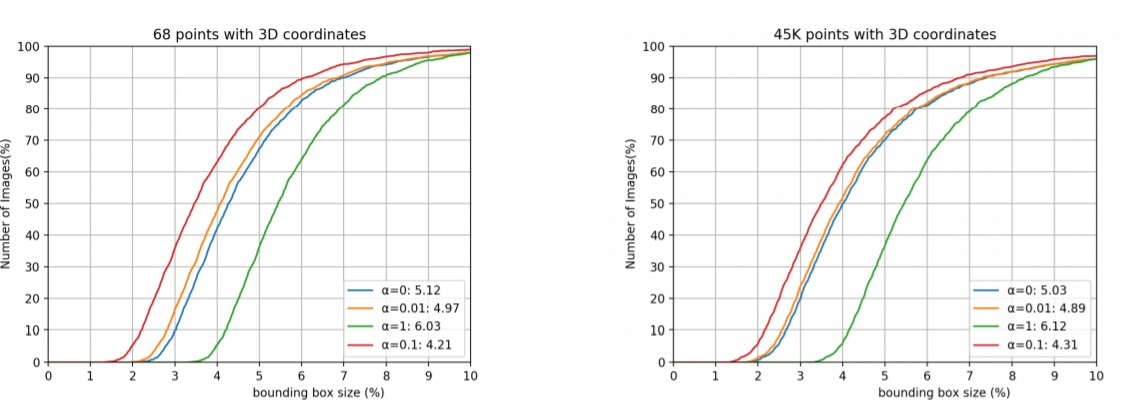 68 points with 3D coordinates
100
90
80
70
60
50
40
30
20
10
0
Number of Images(%)
0 1 2 3 4 5 6 7 8 9 10
bounding box size (%)
α=0: 5.12
α=0.01: 4.97
α=1: 6.03
α=0.1: 4.21
45K points with 3D coordinates
100
90
80
70
60
50
40
30
20
10
0
Number of Images(%)
0 1 2 3 4 5 6 7 8 9 10
bounding box size (%)
α=0: 5.03
α=0.01: 4.89
α=1: 6.12
α=0.1: 4.31